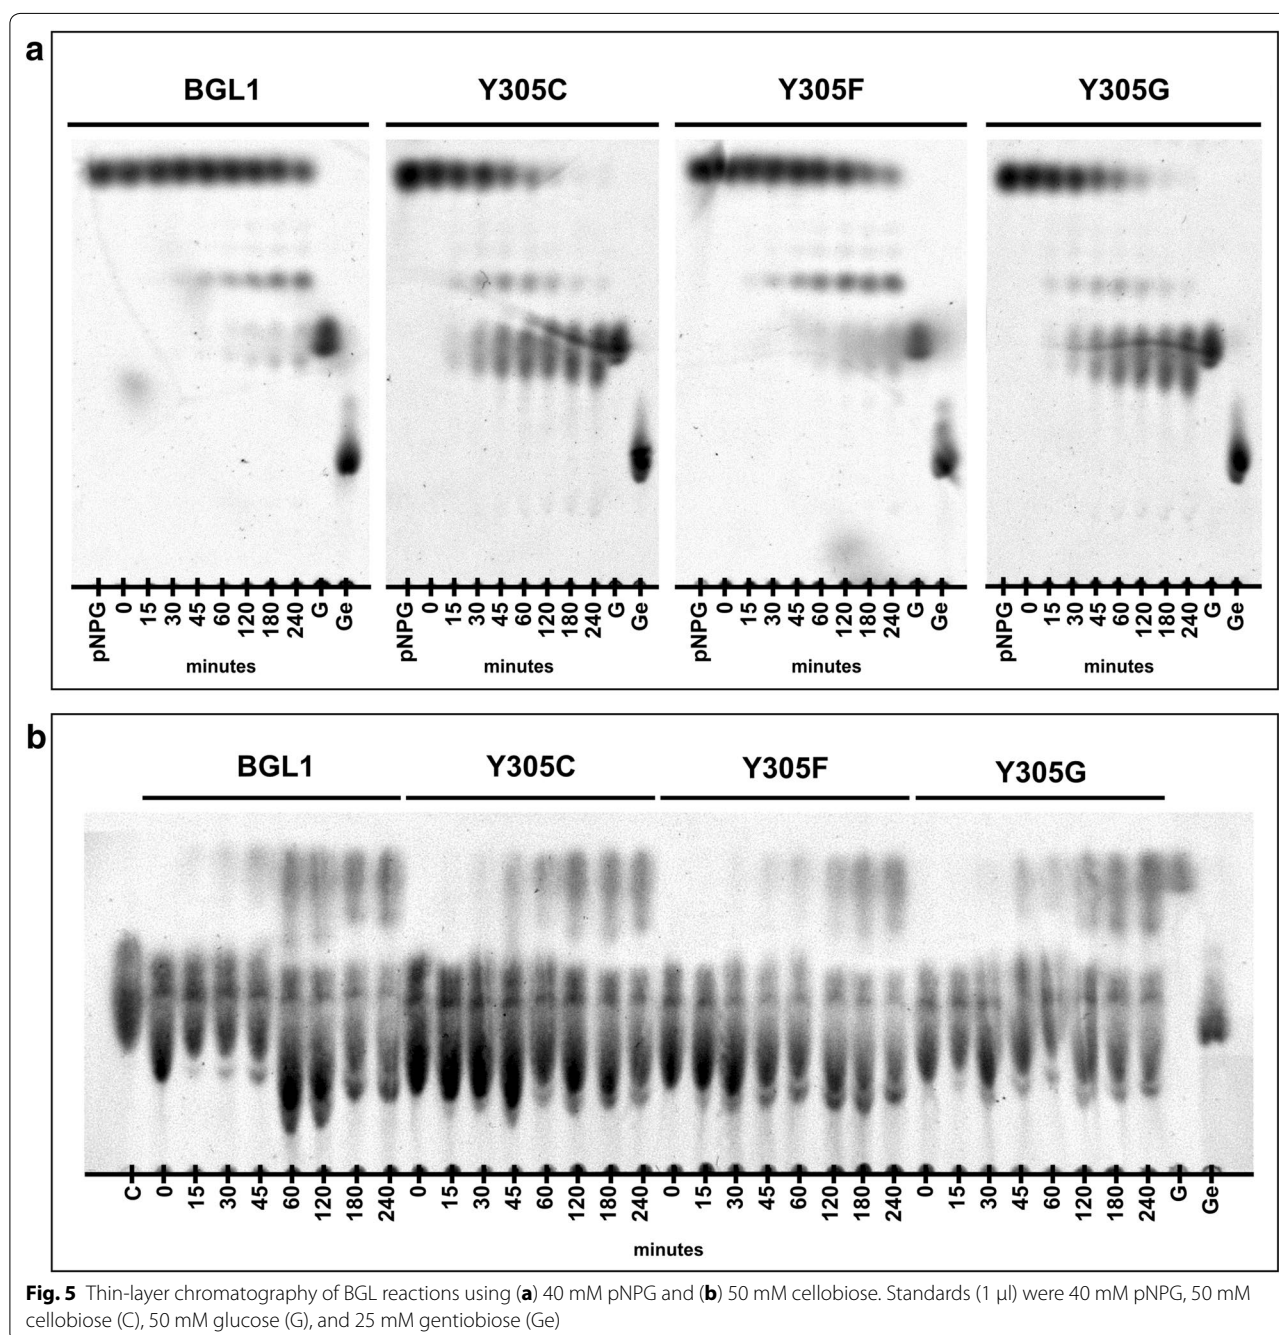 a
BGL1 Y305C Y305F Y305G
pNPG 0 15 30 45 60 120 180 240 G Ge pNPG 0 15 30 45 60 120 180 240 G Ge pNPG 0 15 30 45 60 120 180 240 G Ge pNPG 0 15 30 45 60 120 180 240 G Ge
minutes minutes minutes minutes
b
BGL1 Y305C Y305F Y305G
C 0 15 30 45 60 120 180 240 0 15 30 45 60 120 180 240 0 15 30 45 60 120 180 240 0 15 30 45 60 120 180 240 G Ge
minutes
Fig. 5 Thin-layer chromatography of BGL reactions using (a) 40 mM pNPG and (b) 50 mM cellobiose. Standards (1 µl) were 40 mM pNPG, 50 mM
cellobiose (C), 50 mM glucose (G), and 25 mM gentiobiose (Ge)